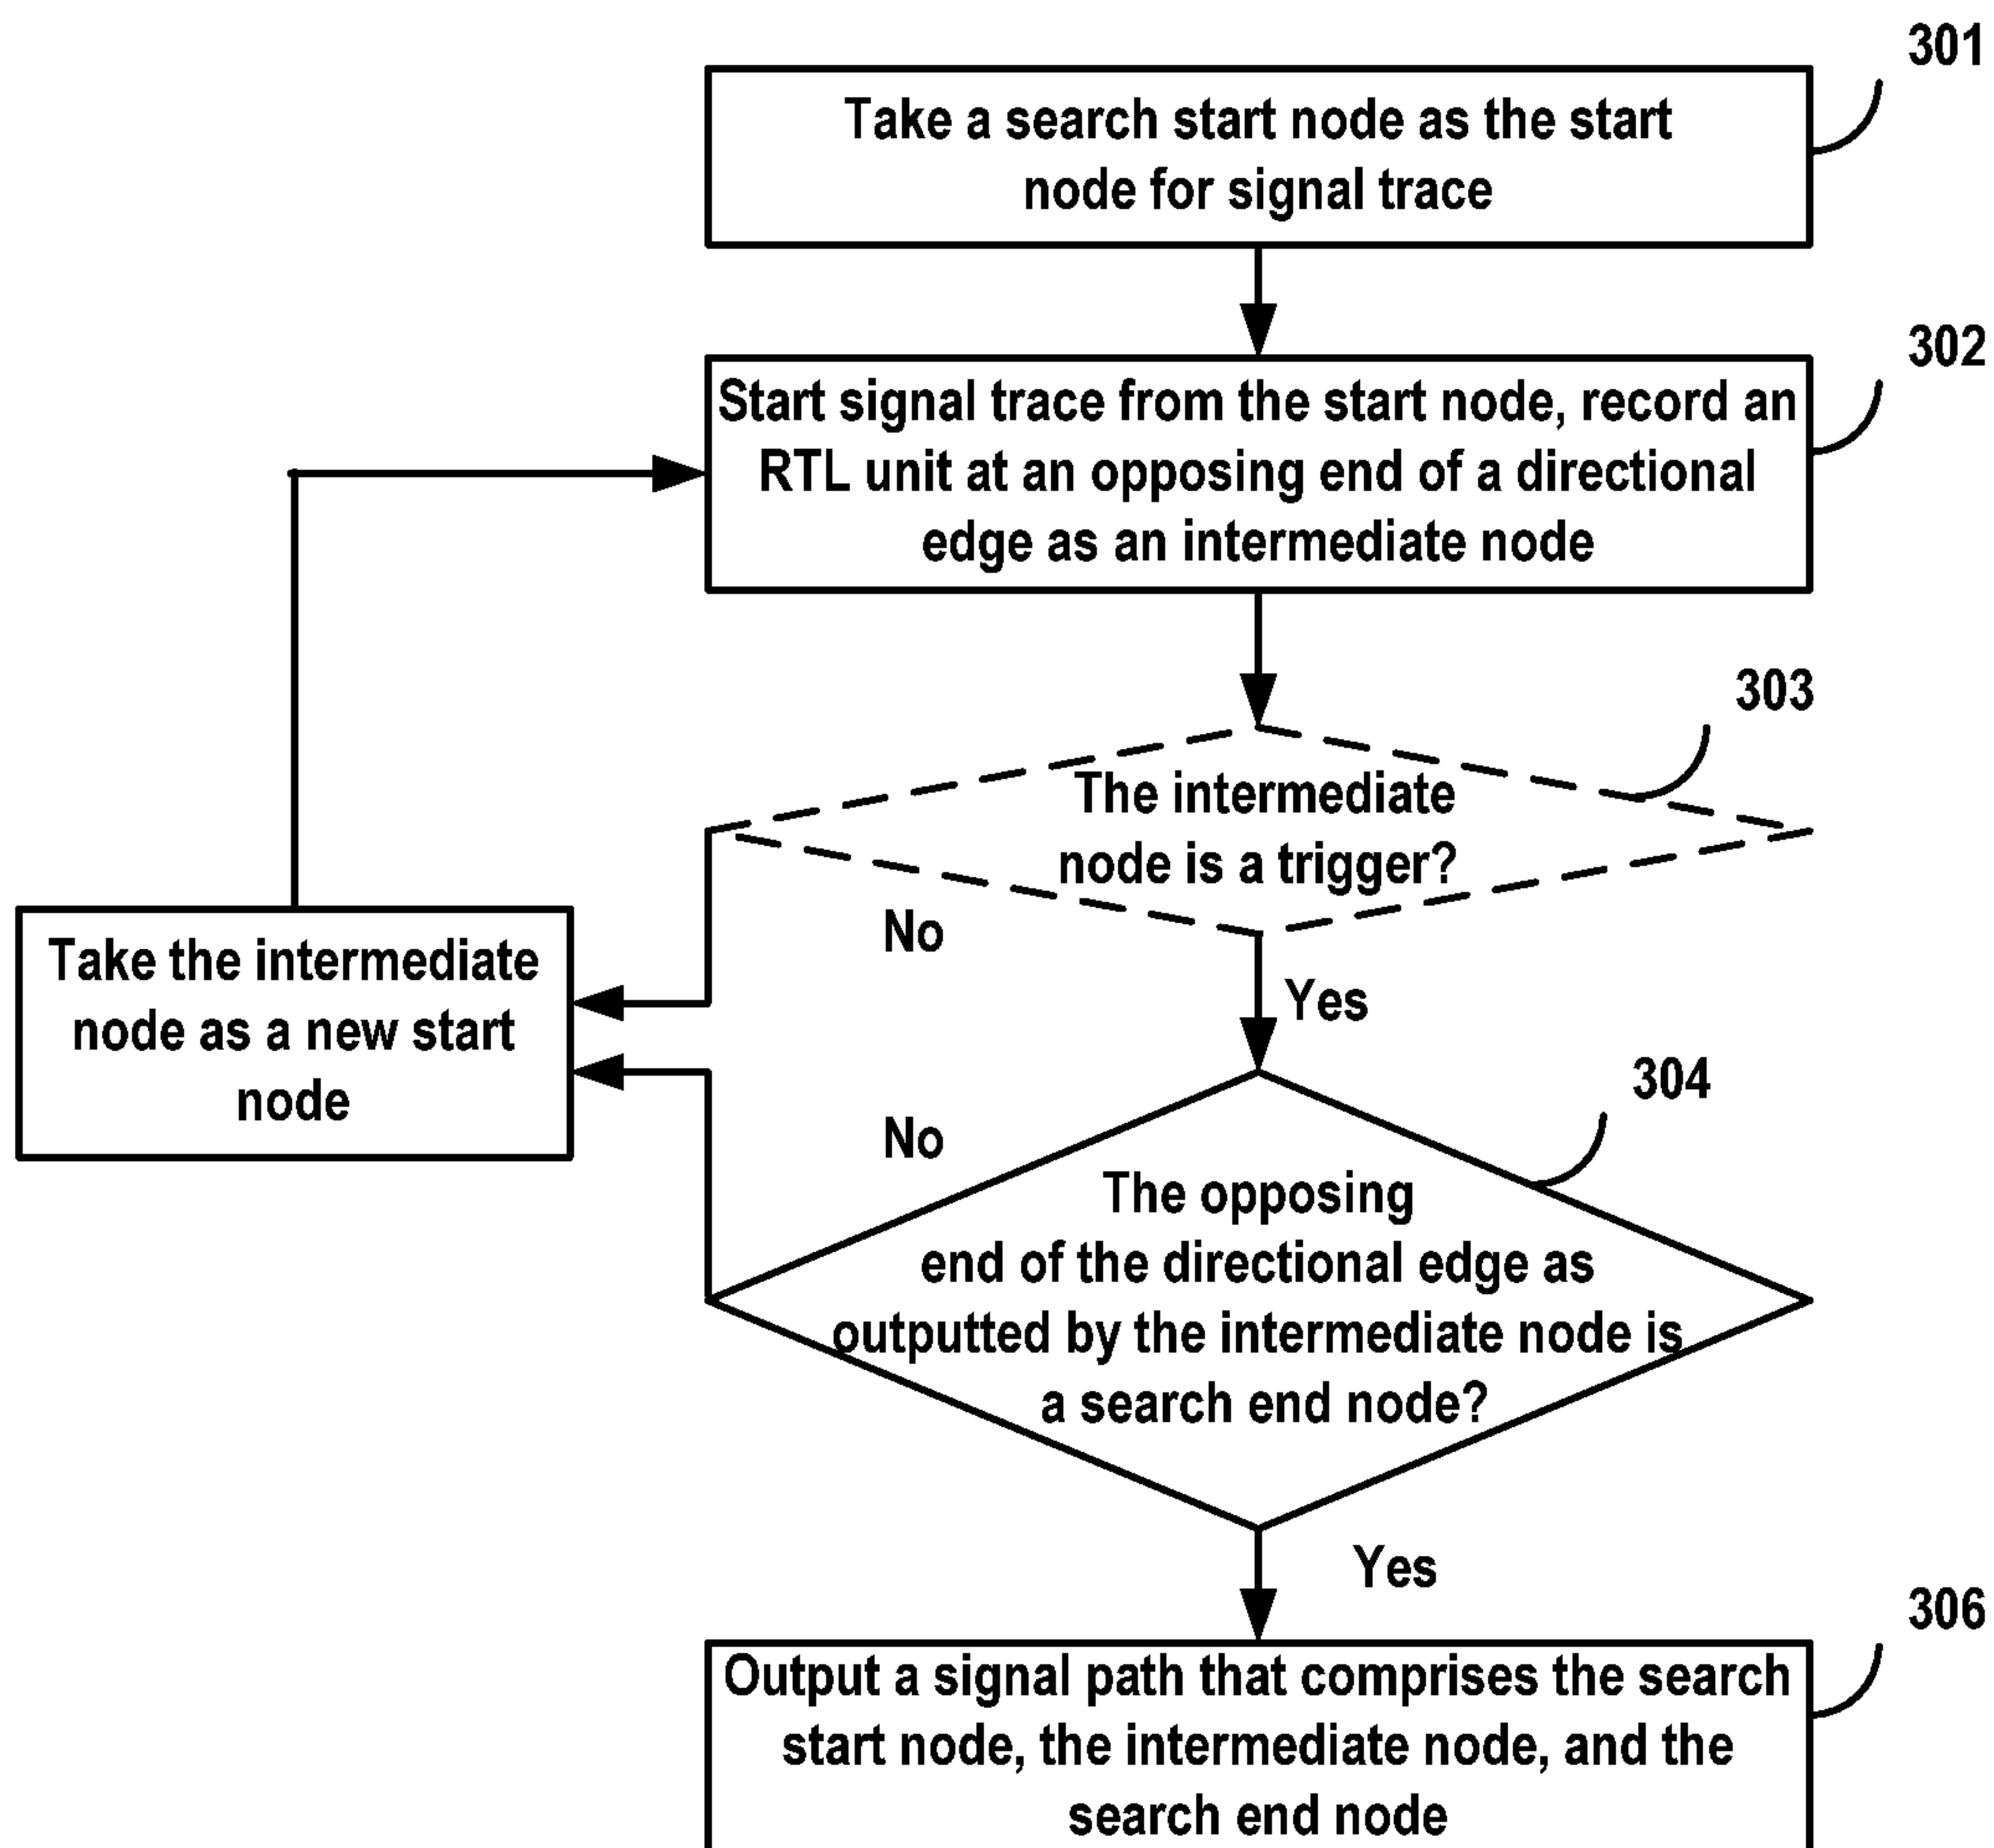 301
Take a search start node as the start
node for signal trace
302
Start signal trace from the start node, record an
RTL unit at an opposing end of a directional
edge as an intermediate node
303
The intermediate
node is a trigger?
No
Yes
Take the intermediate
node as a new start
node
304
No
The opposing
end of the directional edge as
outputted by the intermediate node is
a search end node?
Yes
306
Output a signal path that comprises the search
start node, the intermediate node, and the
search end node